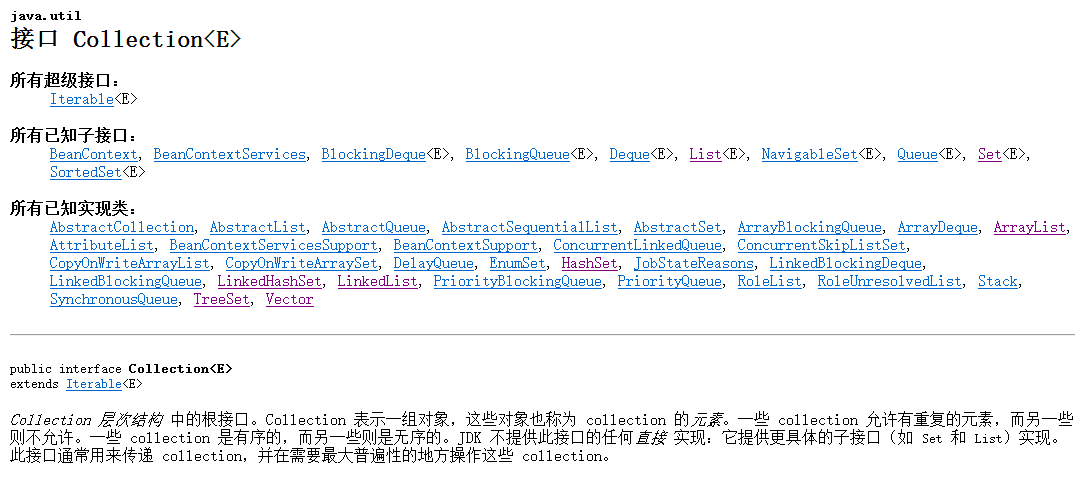 java.util
接口 Collection<E>
所有超级接口：
Iterable<E>
所有已知子接口：
BeanContext, BeanContextServices, BlockingDeque<E>, BlockingQueue<E>, Deque<E>, List<E>, NavigableSet<E>, Queue<E>, Set<E>,
SortedSet<E>
所有已知实现类：
AbstractCollection, AbstractList, AbstractQueue, AbstractSequentialList, AbstractSet, ArrayBlockingQueue, ArrayDeque, ArrayList,
AttributeList, BeanContextServicesSupport, BeanContextSupport, ConcurrentLinkedQueue, ConcurrentSkipListSet,
CopyOnWriteArrayList, CopyOnWriteArraySet, DelayQueue, EnumSet, HashSet, JobStateReasons, LinkedBlockingDeque,
LinkedBlockingQueue, LinkedHashSet, LinkedList, PriorityBlockingQueue, PriorityQueue, RoleList, RoleUnresolvedList, Stack,
SynchronousQueue, TreeSet, Vector
public interface Collection<E>
extends Iterable<E>
Collection 层次结构 中的根接口。Collection 表示一组对象，这些对象也称为 collection 的元素。一些 collection 允许有重复的元素，而另一些
则不允许。一些 collection 是有序的，而另一些则是无序的。JDK 不提供此接口的任何直接 实现：它提供更具体的子接口（如 Set 和 List）实现。
此接口通常用来传递 collection，并在需要最大普遍性的地方操作这些 collection。